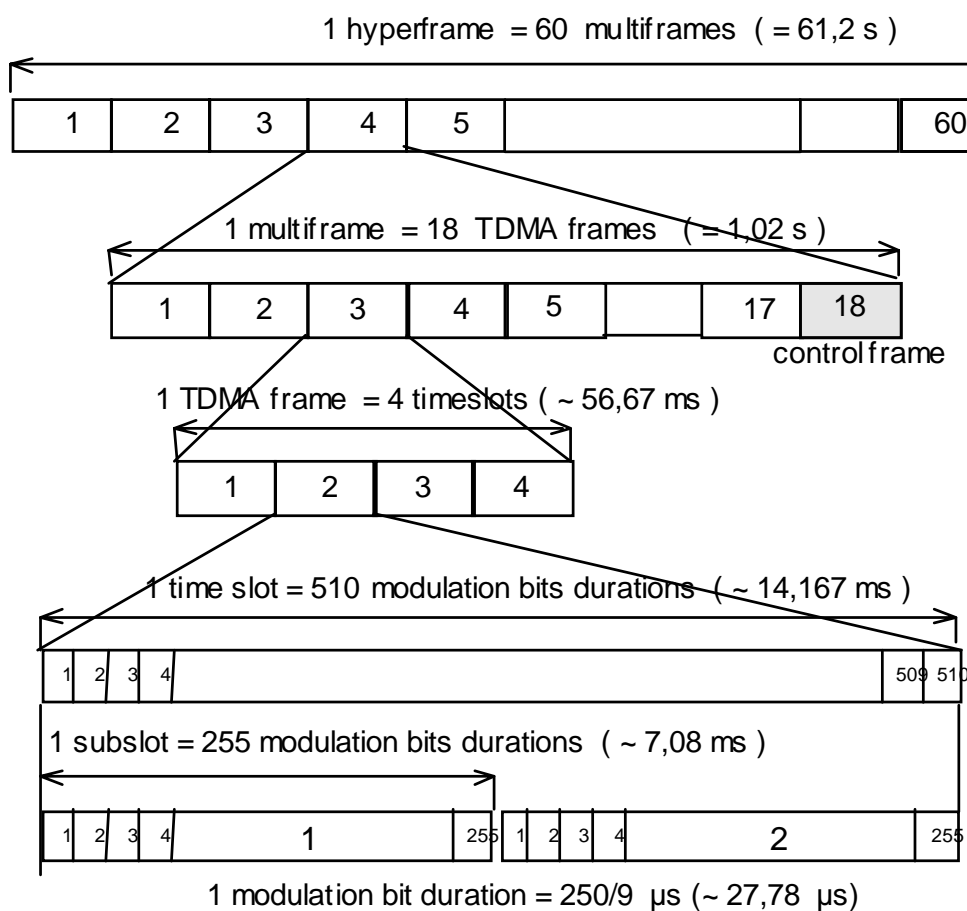 1 hyperframe = 60 multiframes ( = 61,2 s )
1 2 3 4 5 60
1 multiframe = 18 TDMA frames ( = 1,02 s )
1 2 3 4 5 17 18
control frame
1 TDMA frame = 4 timeslots ( ~ 56,67 ms )
1 2 3 4
1 time slot = 510 modulation bits durations ( ~ 14,167 ms )
1 2 3 4 509 510
1 subslot = 255 modulation bits durations ( ~ 7,08 ms )
1 2 3 4 1 255 1 2 3 4 2 255
1 modulation bit duration = 250/9 µs (~ 27,78 µs)